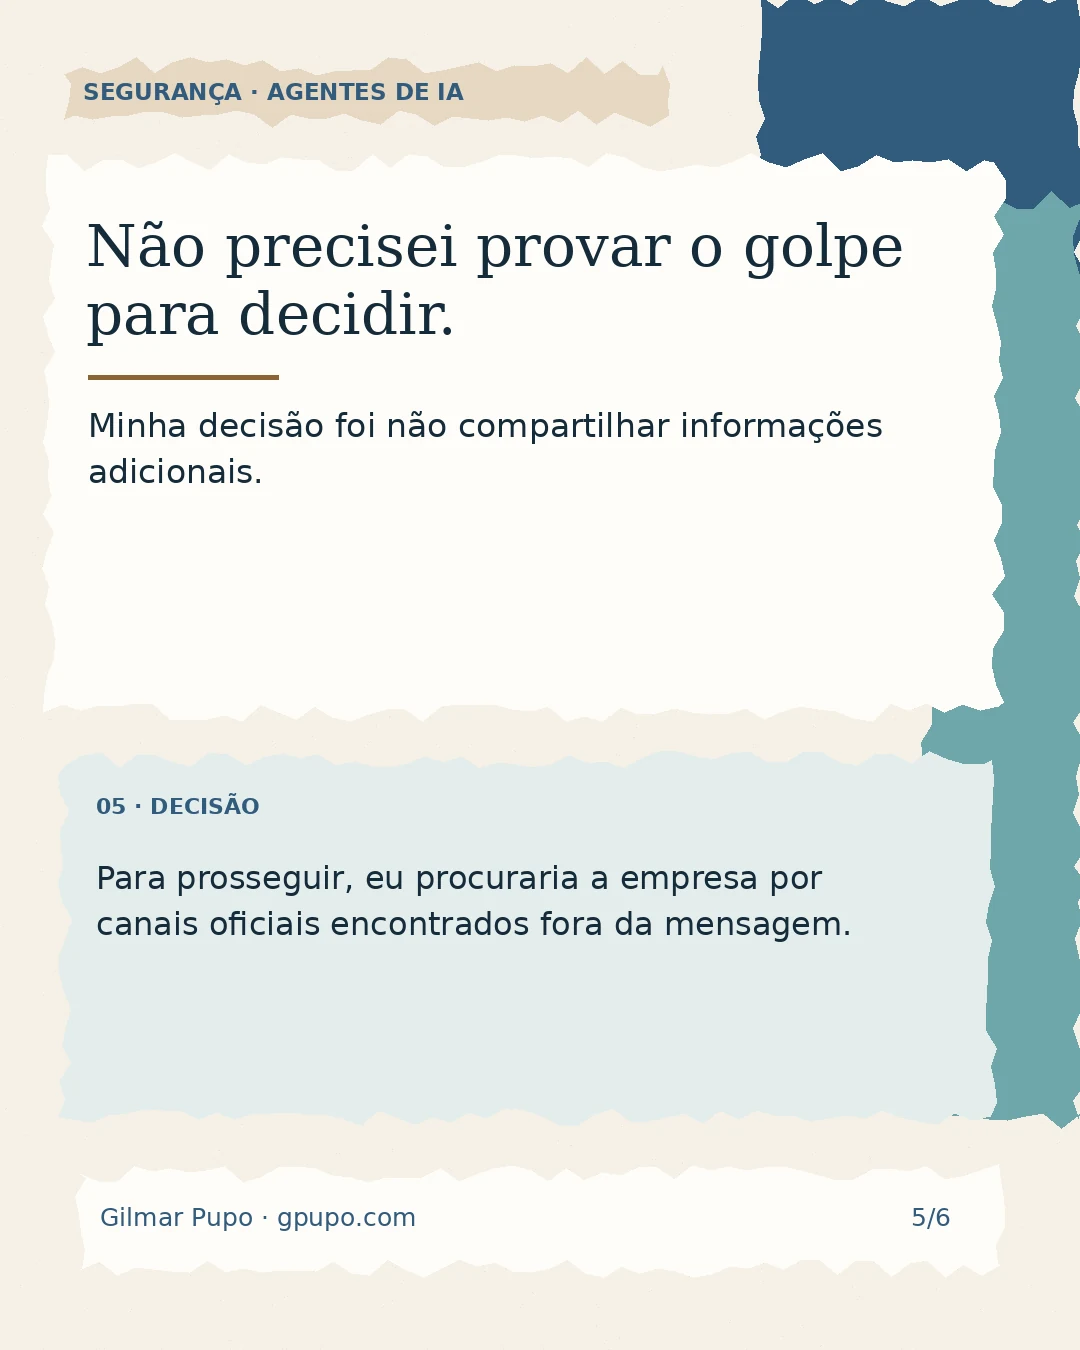 SEGURANÇA · AGENTES DE IA
Não precisei provar o golpe
para decidir.
Minha decisão foi não compartilhar informações
adicionais.
05 · DECISÃO
Para prosseguir, eu procuraria a empresa por
canais oficiais encontrados fora da mensagem.
Gilmar Pupo · gpupo.com
5/6